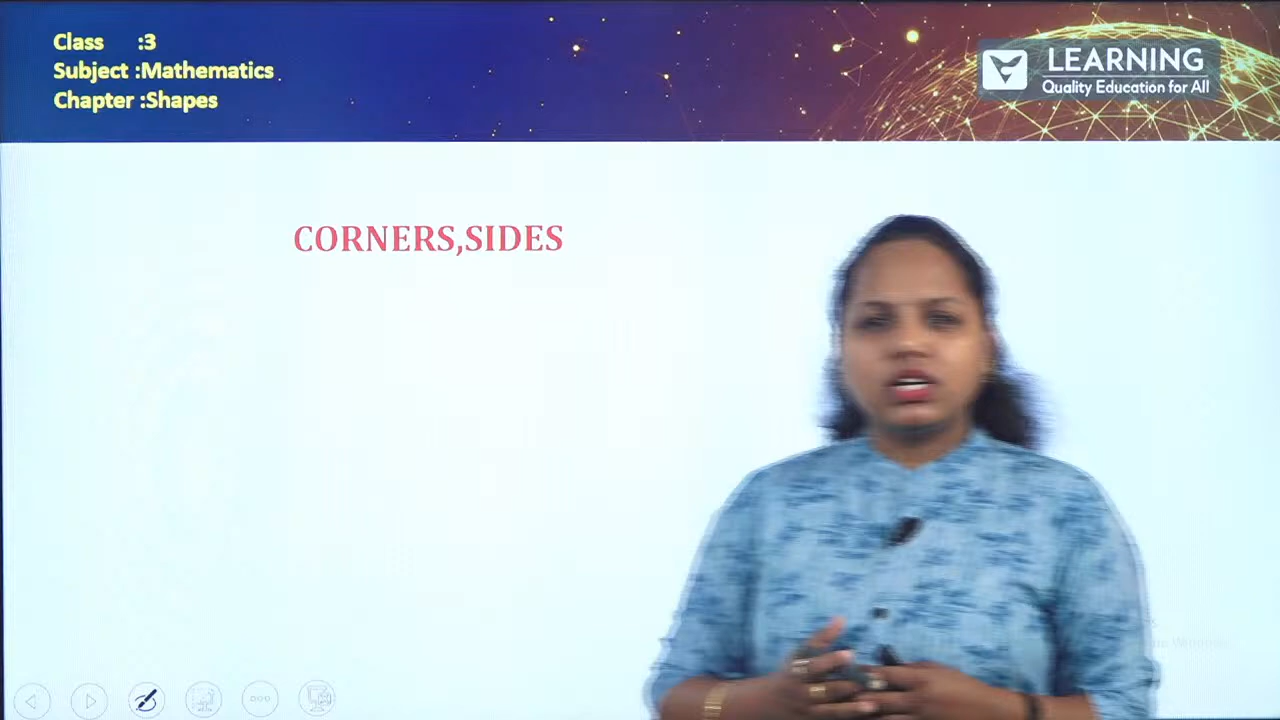 Class :3
Subject :Mathematics
Chapter :Shapes
LEARNING
Quality Education for All
CORNERS,SIDES